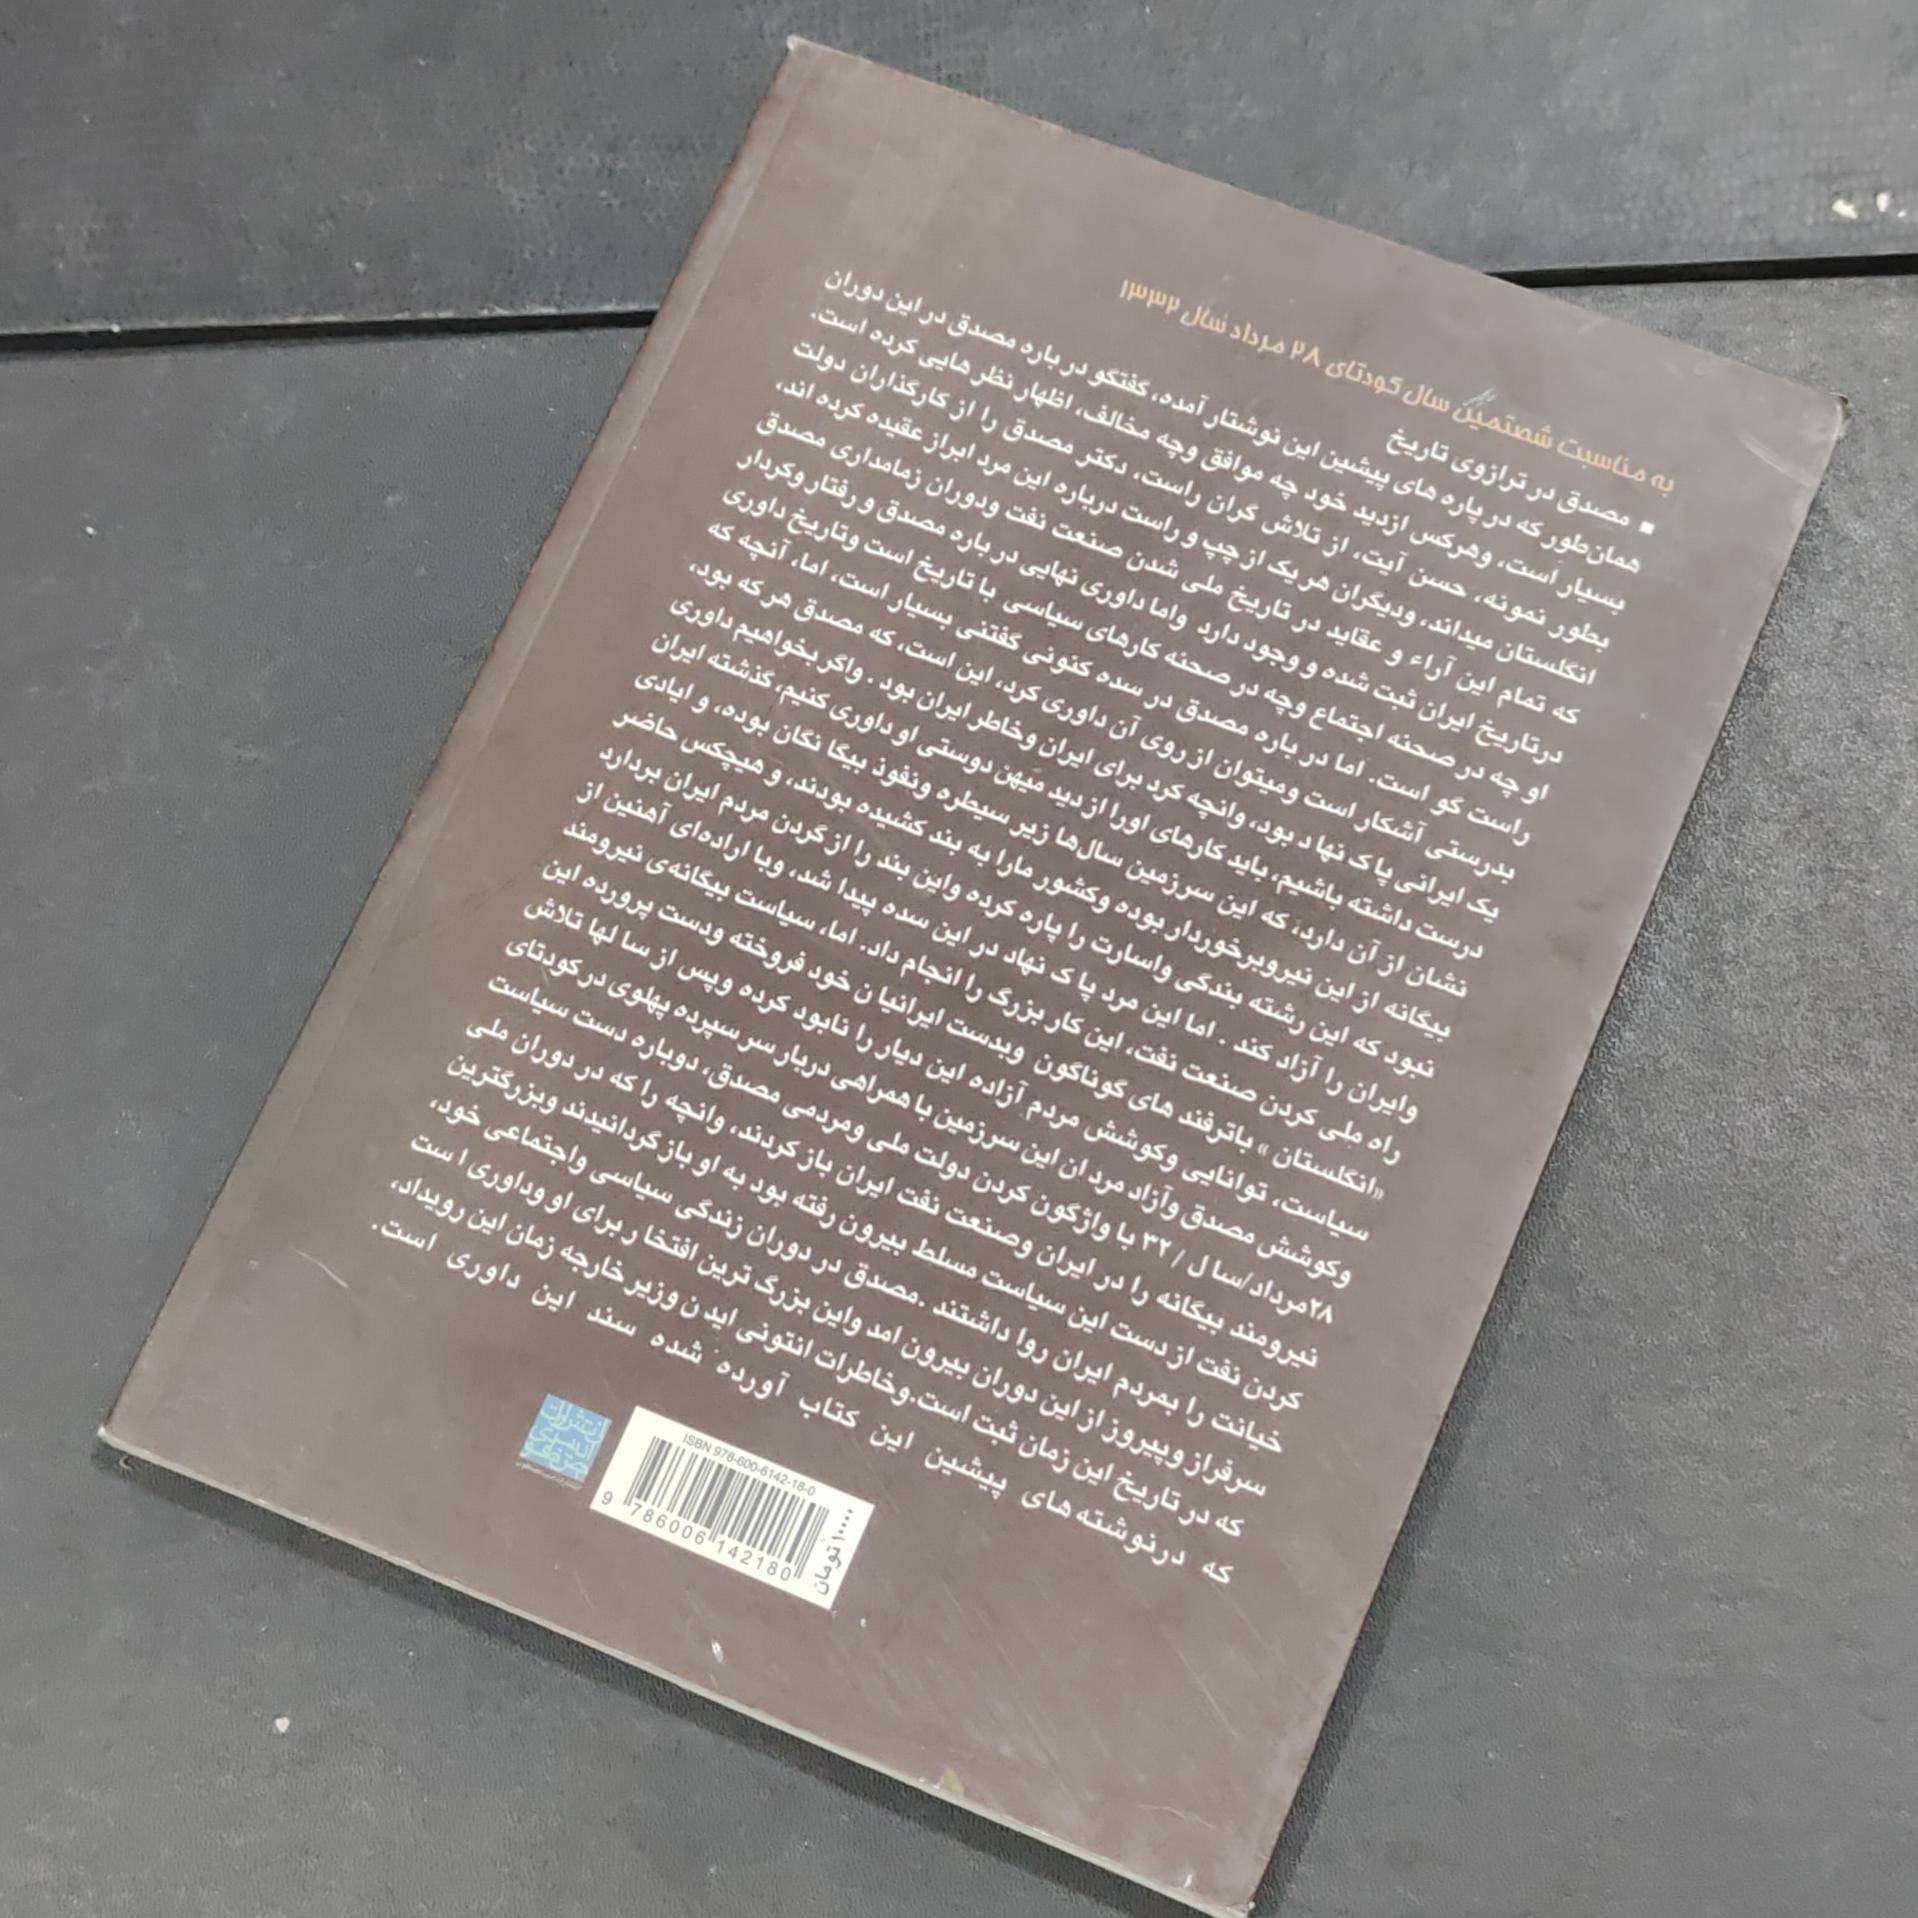 به مناسبت شصتمین سال کودتای ۲۸ مرداد سال ۱۳۳۲
▪ مصدق در ترازوی تاریخ
همان‌طور که در پاره های پیشین این نوشتار آمده، گفتگو در باره مصدق در این دوران
بسیار است، وهرکس ازدید خود چه موافق وچه مخالف، اظهار نظر هایی کرده است.
بطور نمونه، حسن آیت، از تلاش گران راست، دکتر مصدق را از کارگذاران دولت
انگلستان میداند، ودیگران هر یک از چپ و راست درباره این مرد ابراز عقیده کرده اند،
که تمام این آراء و عقاید در تاریخ ملی شدن صنعت نفت ودوران زمامداری مصدق
درتاریخ ایران ثبت شده و وجود دارد واما داوری نهایی در باره مصدق و رفتار وکردار
او چه در صحنه اجتماع وچه در صحنه کارهای سیاسی با تاریخ است وتاریخ داوری
راست گو است. اما در باره مصدق در سده کنونی گفتنی بسیار است، اما، آنچه که
بدرستی آشکار است ومیتوان از روی آن داوری کرد، این است، که مصدق هر که بود،
یک ایرانی پا ک نها د بود، وانچه کرد برای ایران وخاطر ایران بود . واگر بخواهیم داوری
درست داشته باشیم، باید کارهای اورا از دید میهن دوستی او داوری کنیم، گذشته ایران
نشان از آن دارد، که این سرزمین سال‌ها زیر سیطره ونفوذ بیگا نگان بوده، و ایادی
بیگانه از این نیروبرخوردار بوده وکشور مارا به بند کشیده بودند، و هیچکس حاضر
نبود که این رشته بندگی واسارت را پاره کرده واین بند را از گردن مردم ایران بردارد
وایران را آزاد کند . اما این مرد پا ک نهاد در این سده پیدا شد، وبا اراده‌ای آهنین از
راه ملی کردن صنعت نفت، این کار بزرگ را انجام داد. اما، سیاست بیگانه‌ی نیرومند
«انگلستان » باترفند های گوناگون وبدست ایرانیا ن خود فروخته ودست پرورده این
سیاست، توانایی وکوشش مردم آزاده این دیار را نابود کرده وپس از سا لها تلاش
وکوشش مصدق وآزاد مردان این سرزمین با همراهی دربار سر سپرده پهلوی در کودتای
۲۸مرداد/سا ل /۳۲ با واژگون کردن دولت ملی ومردمی مصدق، دوباره دست سیاست
نیرومند بیگانه را در ایران وصنعت نفت ایران باز کردند، وانچه را که در دوران ملی
کردن نفت از دست این سیاست مسلط بیرون رفته بود به او بازگردانیدند وبزرگترین
خیانت را بمردم ایران روا داشتند .مصدق در دوران زندگی سیاسی واجتماعی خود،
سرفراز وپیروز از این دوران بیرون امد واین بزرگ ترین افتخار برای او وداوری ا ست
که در تاریخ این زمان ثبت است.وخاطرات انتونی اید ن وزیر خارجه زمان این رویداد،
که درنوشته‌های پیشین این کتاب آورده شده سند این داوری است.
ISBN 978-600-6142-18-0
9 786006 142180
۱۰۰۰۰ تومان